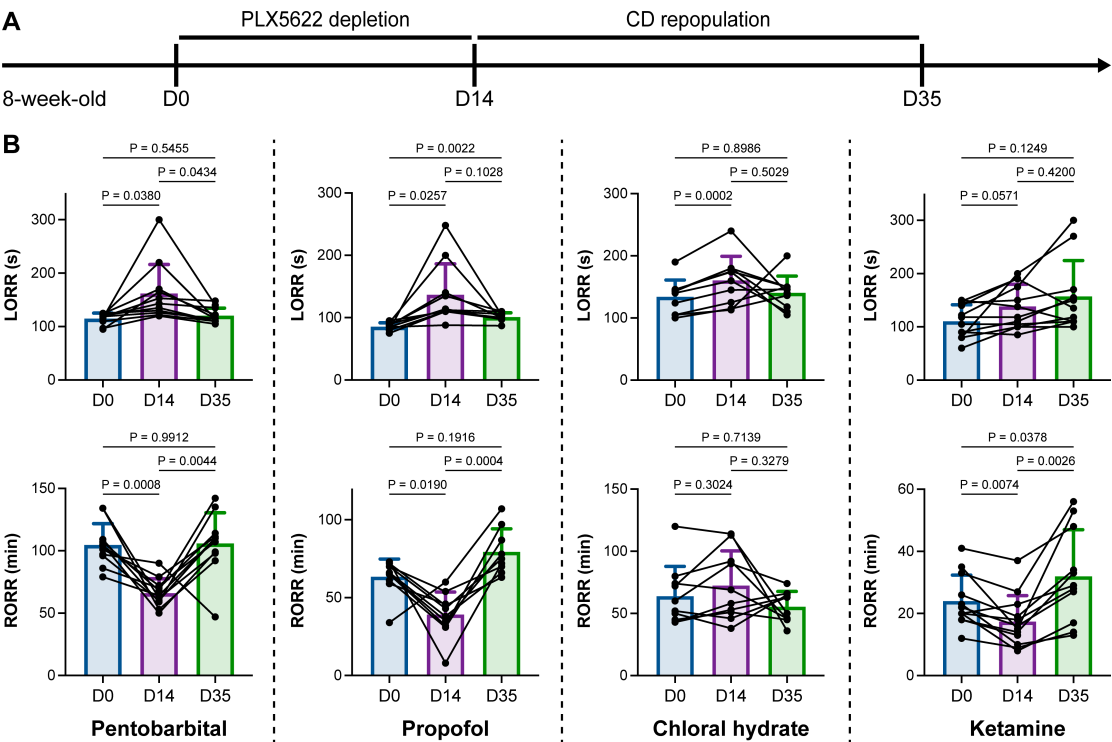 A
PLX5622 depletion
CD repopulation
8-week-old
D0
D14
D35
B
P = 0.5455
P = 0.0434
P = 0.0380
LORR (s)
300
200
100
0
D0
D14
D35
P = 0.0022
P = 0.1028
P = 0.0257
LORR (s)
300
200
100
0
D0
D14
D35
P = 0.8986
P = 0.5029
P = 0.0002
LORR (s)
300
200
100
0
D0
D14
D35
P = 0.1249
P = 0.4200
P = 0.0571
LORR (s)
300
200
100
0
D0
D14
D35
P = 0.9912
P = 0.0044
P = 0.0008
RORR (min)
150
100
50
0
D0
D14
D35
Pentobarbital
P = 0.1916
P = 0.0004
P = 0.0190
RORR (min)
100
50
0
D0
D14
D35
Propofol
P = 0.7139
P = 0.3279
P = 0.3024
RORR (min)
150
100
50
0
D0
D14
D35
Chloral hydrate
P = 0.0378
P = 0.0026
P = 0.0074
RORR (min)
60
40
20
0
D0
D14
D35
Ketamine